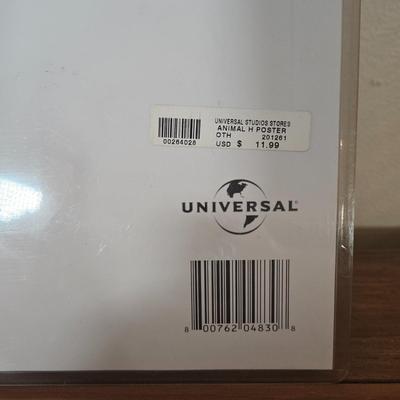 UNIVERSAL STUDIOS STORES
ANIMAL H POSTER
OTH 201261
USD $ 11.99
00264028
UNIVERSAL®
8 00762 04830 8